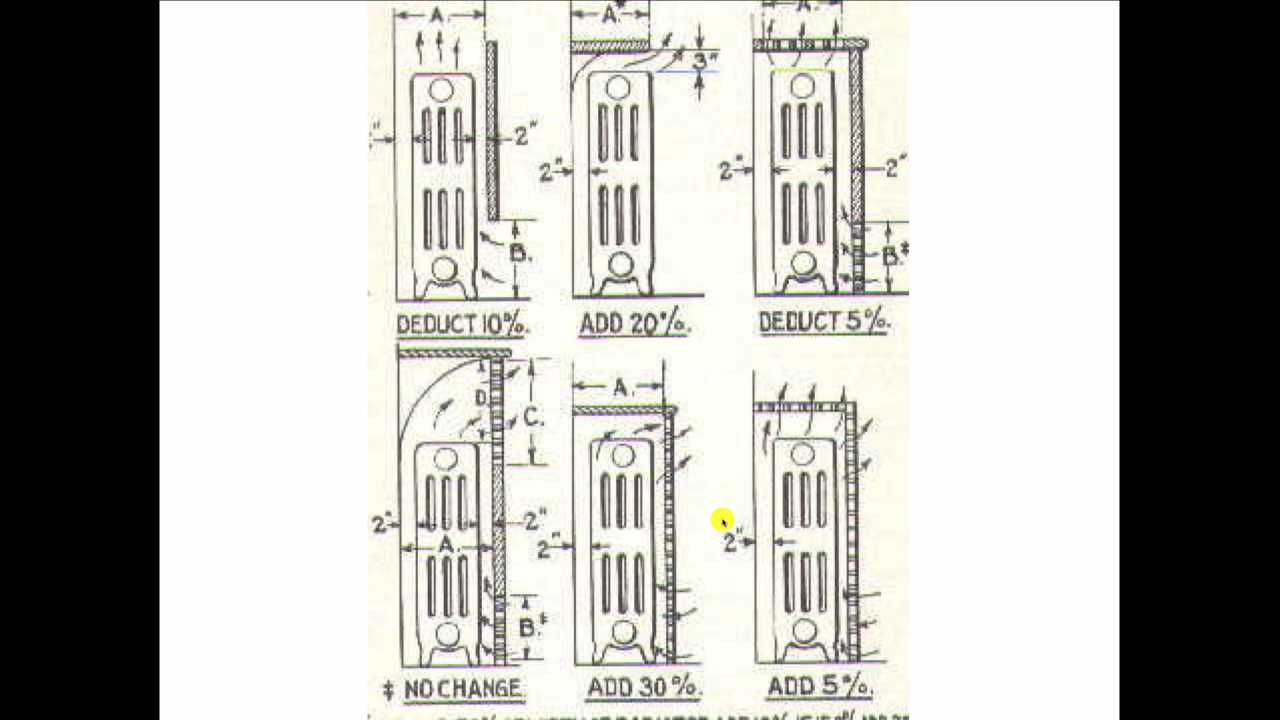 A. A.* A.
3"
2" 2" 2" 2"
B. B.‡
DEDUCT 10%. ADD 20%. DEDUCT 5%.
D. C. A.
2" 2" 2" 2"
A.
B.‡
‡ NO CHANGE ADD 30%. ADD 5%.